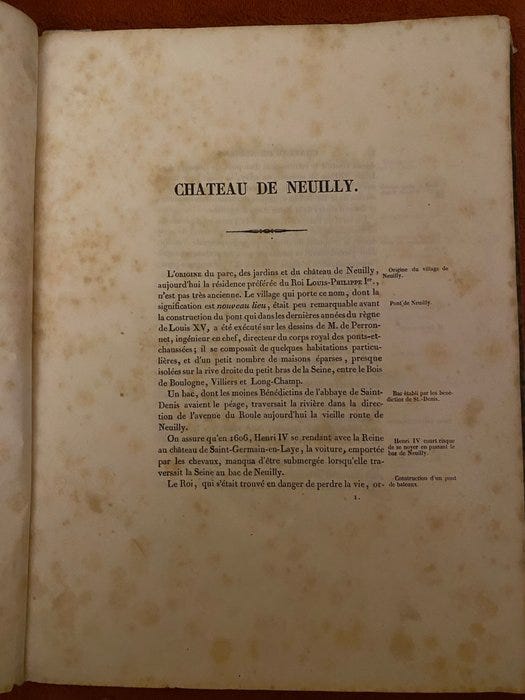 CHATEAU DE NEUILLY.
L'ORIGINE du parc, des jardins et du château de Neuilly,
aujourd'hui la résidence préférée du Roi LOUIS-PHILIPPE Ier.,
n'est pas très ancienne. Le village qui porte ce nom, dont la
signification est nouveau lieu, était peu remarquable avant
la construction du pont qui dans les dernières années du règne
de Louis XV, a été exécuté sur les dessins de M. de Perron-
net, ingénieur en chef, directeur du corps royal des ponts-et-
chaussées; il se composait de quelques habitations particu-
lières, et d'un petit nombre de maisons éparses, presque
isolées sur la rive droite du petit bras de la Seine, entre le Bois
de Boulogne, Villiers et Long-Champ.
Un bac, dont les moines Bénédictins de l'abbaye de Saint-
Denis avaient le péage, traversait la rivière dans la direc-
tion de l'avenue du Roule aujourd'hui la vieille route de
Neuilly.
On assure qu'en 1606, Henri IV se rendant avec la Reine
au château de Saint-Germain-en-Laye, la voiture, emportée
par les chevaux, manqua d'être submergée lorsqu'elle tra-
versait la Seine au bac de Neuilly.
Le Roi, qui s'était trouvé en danger de perdre la vie, or-
Origine du village de
Neuilly.
Pont de Neuilly.
Bac établi par les béné-
dictins de St.-Denis.
Henri IV court risque
de se noyer en passant le
bac de Neuilly.
Construction d'un pont
de bateaux.
1.